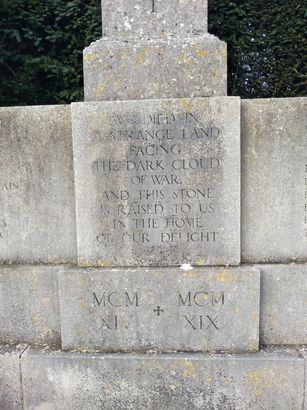 WE DIED IN
A STRANGE LAND
FACING
THE DARK CLOUD
OF WAR
AND THIS STONE
IS RAISED TO US
IN THE HOME
OF OUR DELIGHT
MCM + MCM
XIV XIX